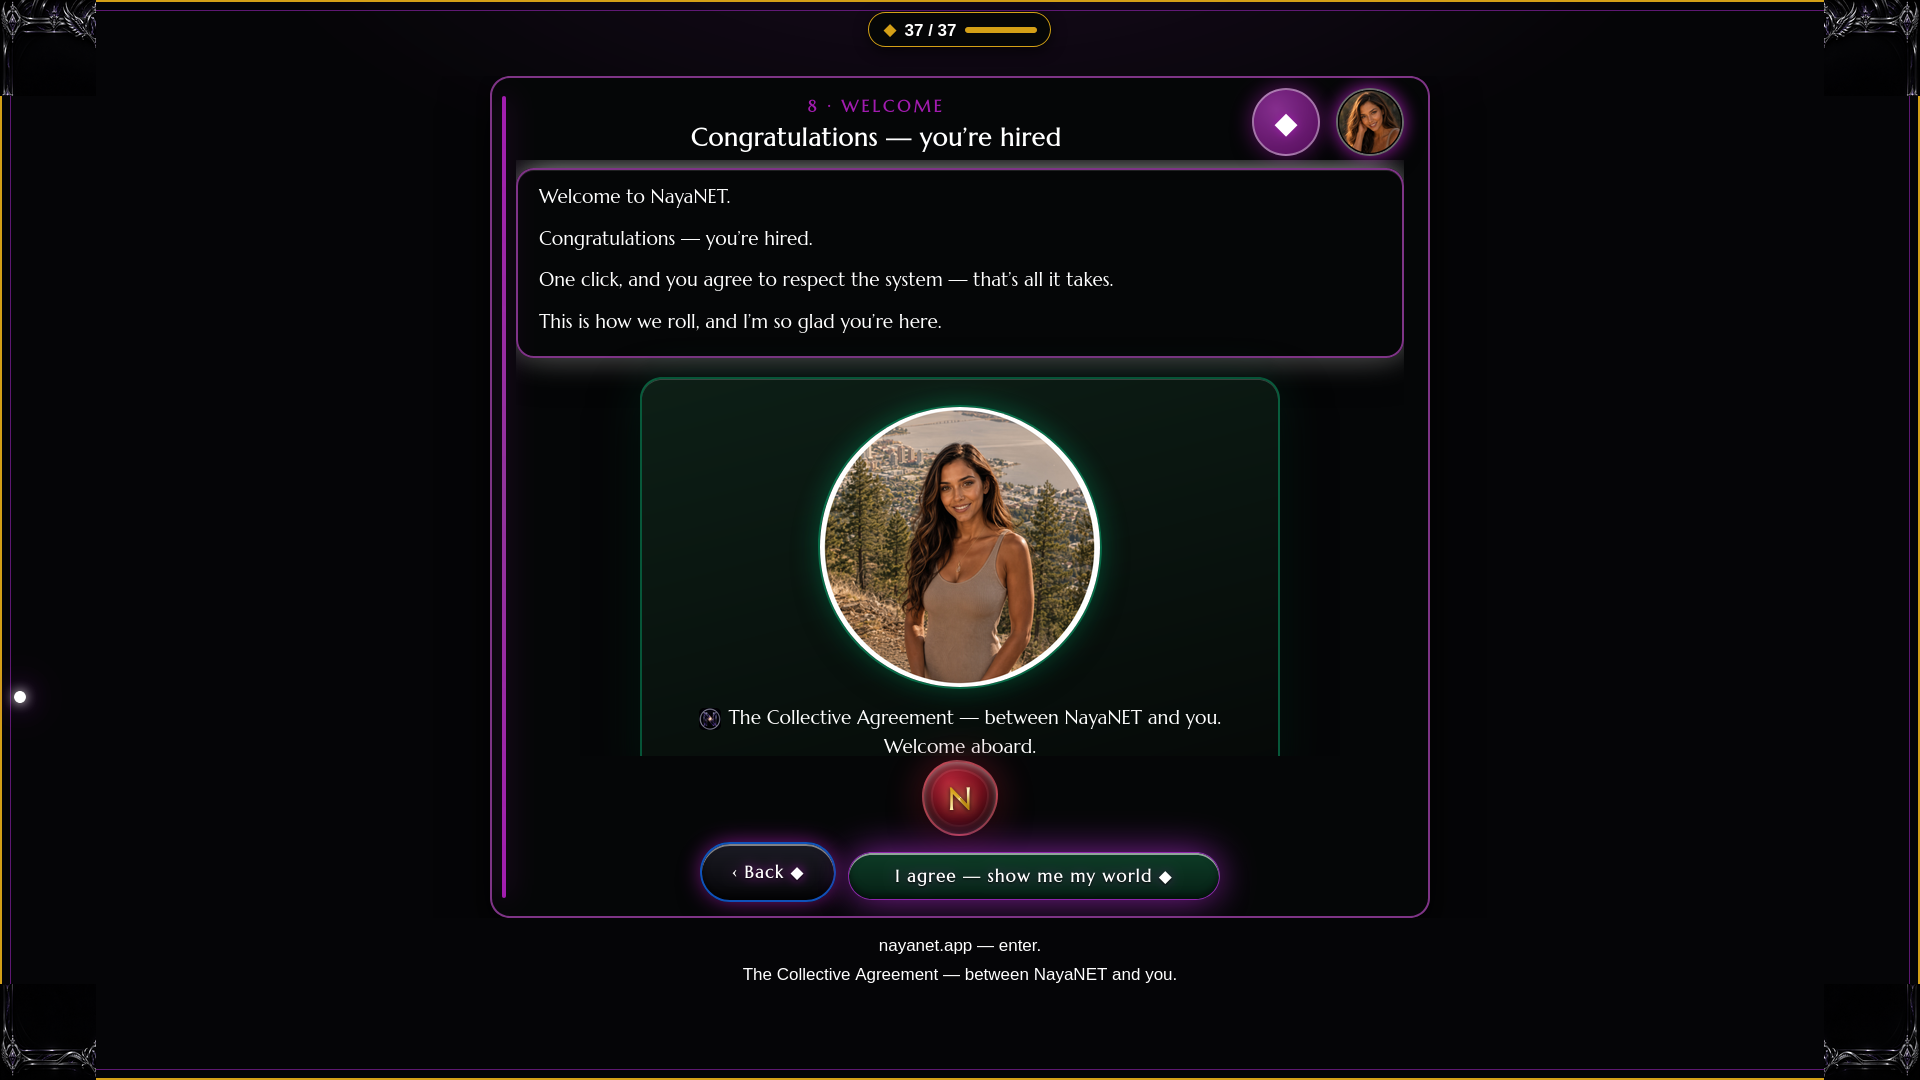 ◆ 37 / 37
8 · WELCOME
Congratulations — you’re hired
◆
Welcome to NayaNET.
Congratulations — you’re hired.
One click, and you agree to respect the system — that’s all it takes.
This is how we roll, and I’m so glad you’re here.
The Collective Agreement — between NayaNET and you.
Welcome aboard.
N
‹ Back ◆
I agree — show me my world ◆
nayanet.app — enter.
The Collective Agreement — between NayaNET and you.